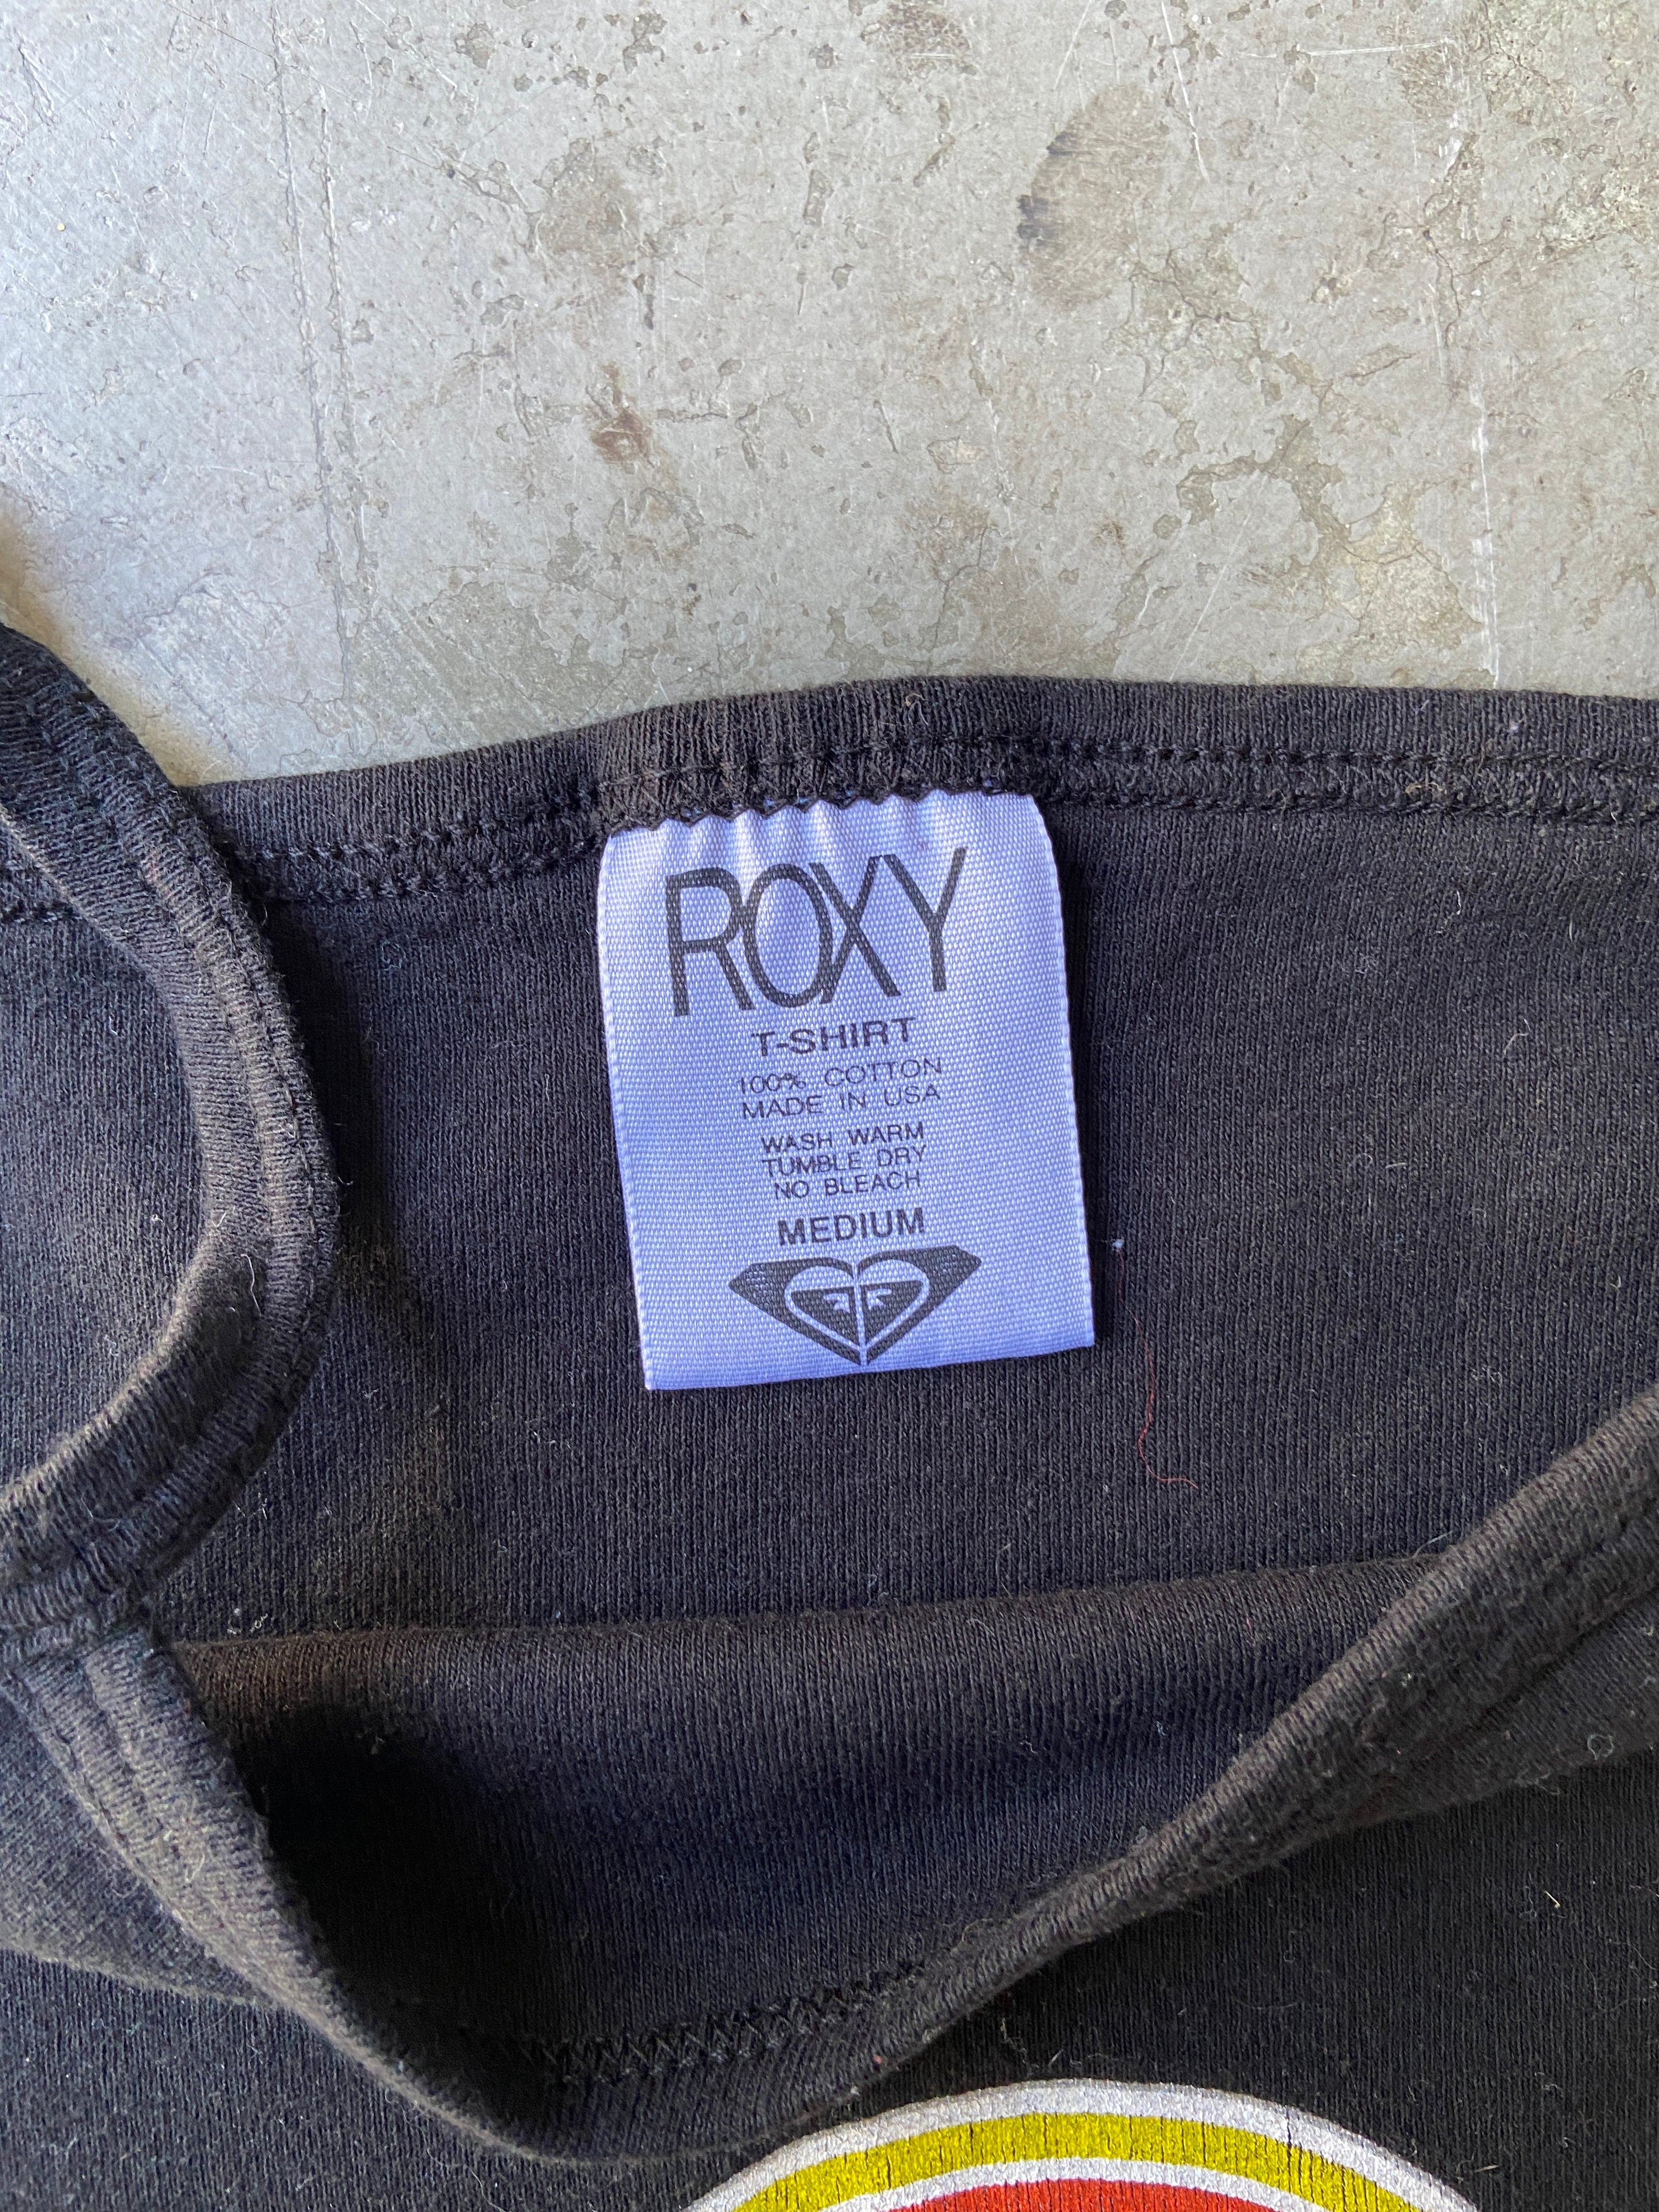 ROXY
T-SHIRT
100% COTTON
MADE IN USA
WASH WARM
TUMBLE DRY
NO BLEACH
MEDIUM